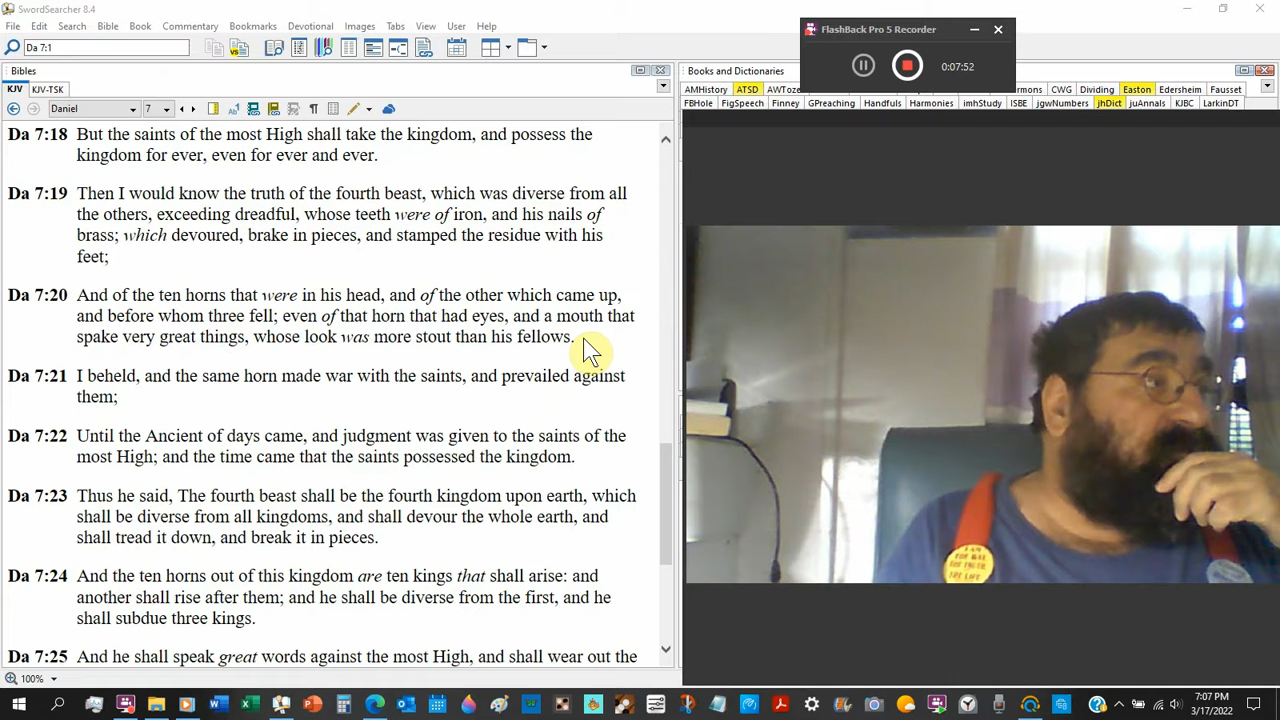 SwordSearcher 8.4
File Edit Search Bible Book Commentary Bookmarks Devotional Images Tabs View User Help
Da 7:1
FlashBack Pro 5 Recorder
0:07:52
Bibles
KJV KJV-TSK
Daniel 7
Books and Dictionaries
AMHistory ATSD AWToze CWG Dividing Easton Edersheim Fausset
FBHole FigSpeech Finney GPreaching Handfuls Harmonies imhStudy ISBE jgwNumbers jhDict juAnnals KJBC LarkinDT
Da 7:18 But the saints of the most High shall take the kingdom, and possess the
kingdom for ever, even for ever and ever.
Da 7:19 Then I would know the truth of the fourth beast, which was diverse from all
the others, exceeding dreadful, whose teeth were of iron, and his nails of
brass; which devoured, brake in pieces, and stamped the residue with his
feet;
Da 7:20 And of the ten horns that were in his head, and of the other which came up,
and before whom three fell; even of that horn that had eyes, and a mouth that
spake very great things, whose look was more stout than his fellows.
Da 7:21 I beheld, and the same horn made war with the saints, and prevailed against
them;
Da 7:22 Until the Ancient of days came, and judgment was given to the saints of the
most High; and the time came that the saints possessed the kingdom.
Da 7:23 Thus he said, The fourth beast shall be the fourth kingdom upon earth, which
shall be diverse from all kingdoms, and shall devour the whole earth, and
shall tread it down, and break it in pieces.
Da 7:24 And the ten horns out of this kingdom are ten kings that shall arise: and
another shall rise after them; and he shall be diverse from the first, and he
shall subdue three kings.
Da 7:25 And he shall speak great words against the most High, and shall wear out the
I AM
THE WAY
THE TRUTH
THE LIFE
100%
7:07 PM
3/17/2022